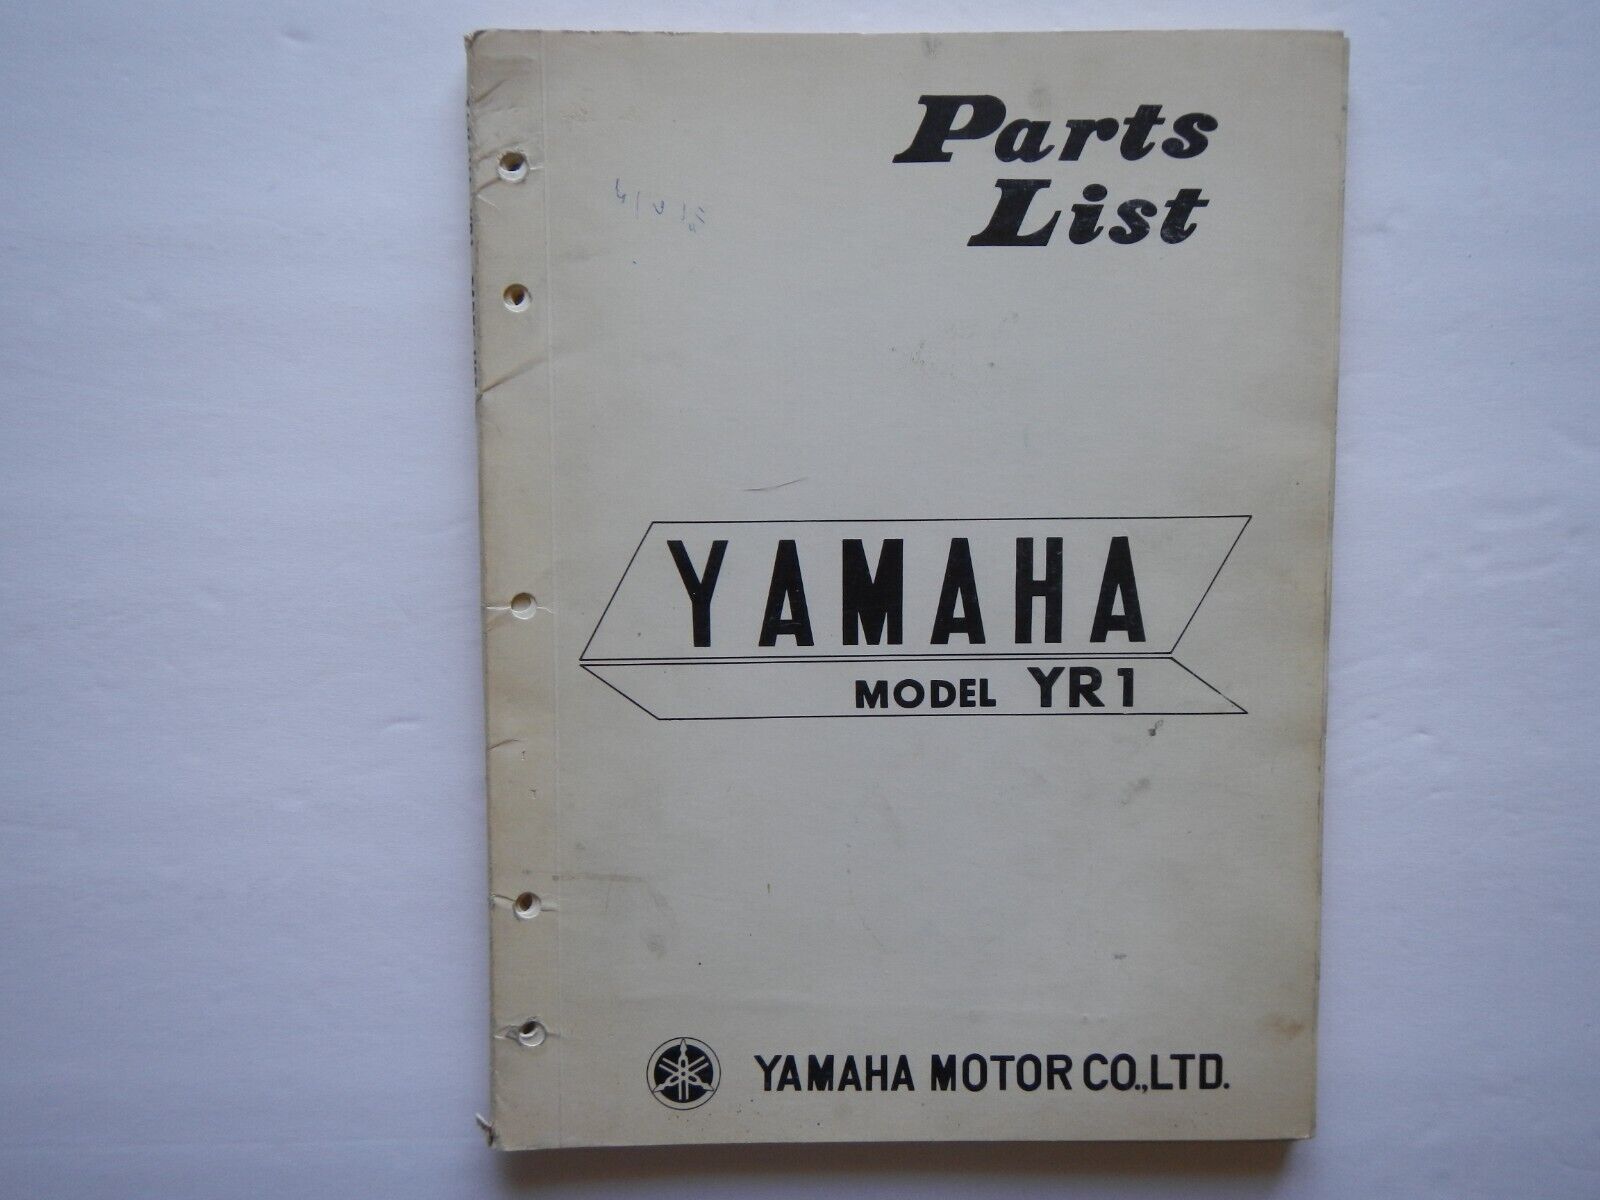 Parts
List
YAMAHA
MODEL YR1
YAMAHA MOTOR CO.,LTD.